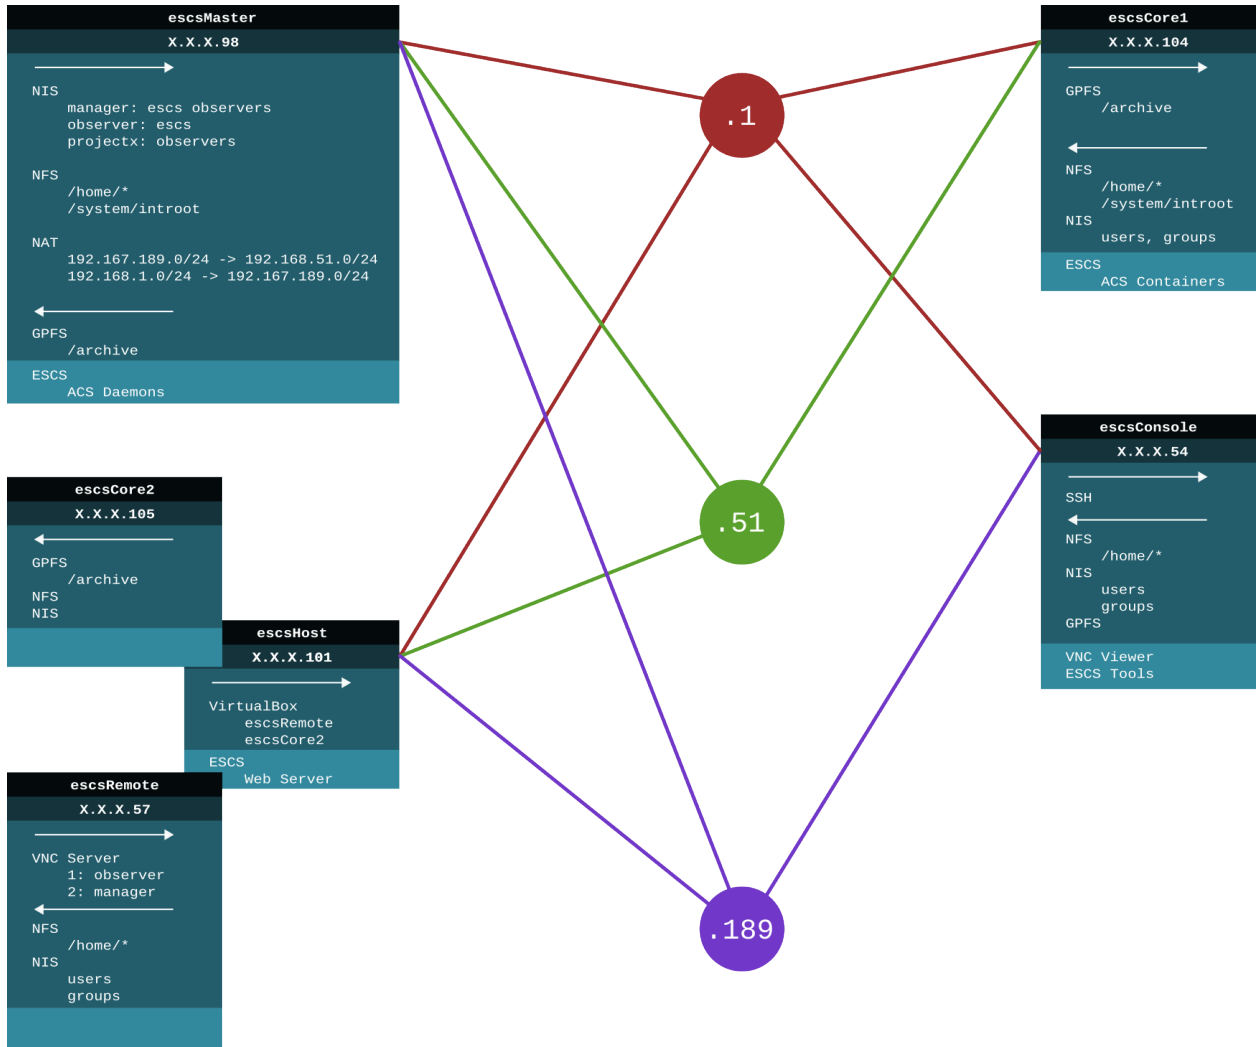 escsMaster
X.X.X.98
NIS
manager: escs observers
observer: escs
projectx: observers
NFS
/home/*
/system/introot
NAT
192.167.189.0/24 -> 192.168.51.0/24
192.168.1.0/24 -> 192.167.189.0/24
GPFS
/archive
ESCS
ACS Daemons
escsCore2
X.X.X.105
GPFS
/archive
NFS
NIS
escsHost
X.X.X.101
VirtualBox
escsRemote
escsCore2
ESCS
Web Server
escsRemote
X.X.X.57
VNC Server
1: observer
2: manager
NFS
/home/*
NIS
users
groups
.1
.51
.189
escsCore1
X.X.X.104
GPFS
/archive
NFS
/home/*
/system/introot
NIS
users, groups
ESCS
ACS Containers
escsConsole
X.X.X.54
SSH
NFS
/home/*
NIS
users
groups
GPFS
VNC Viewer
ESCS Tools